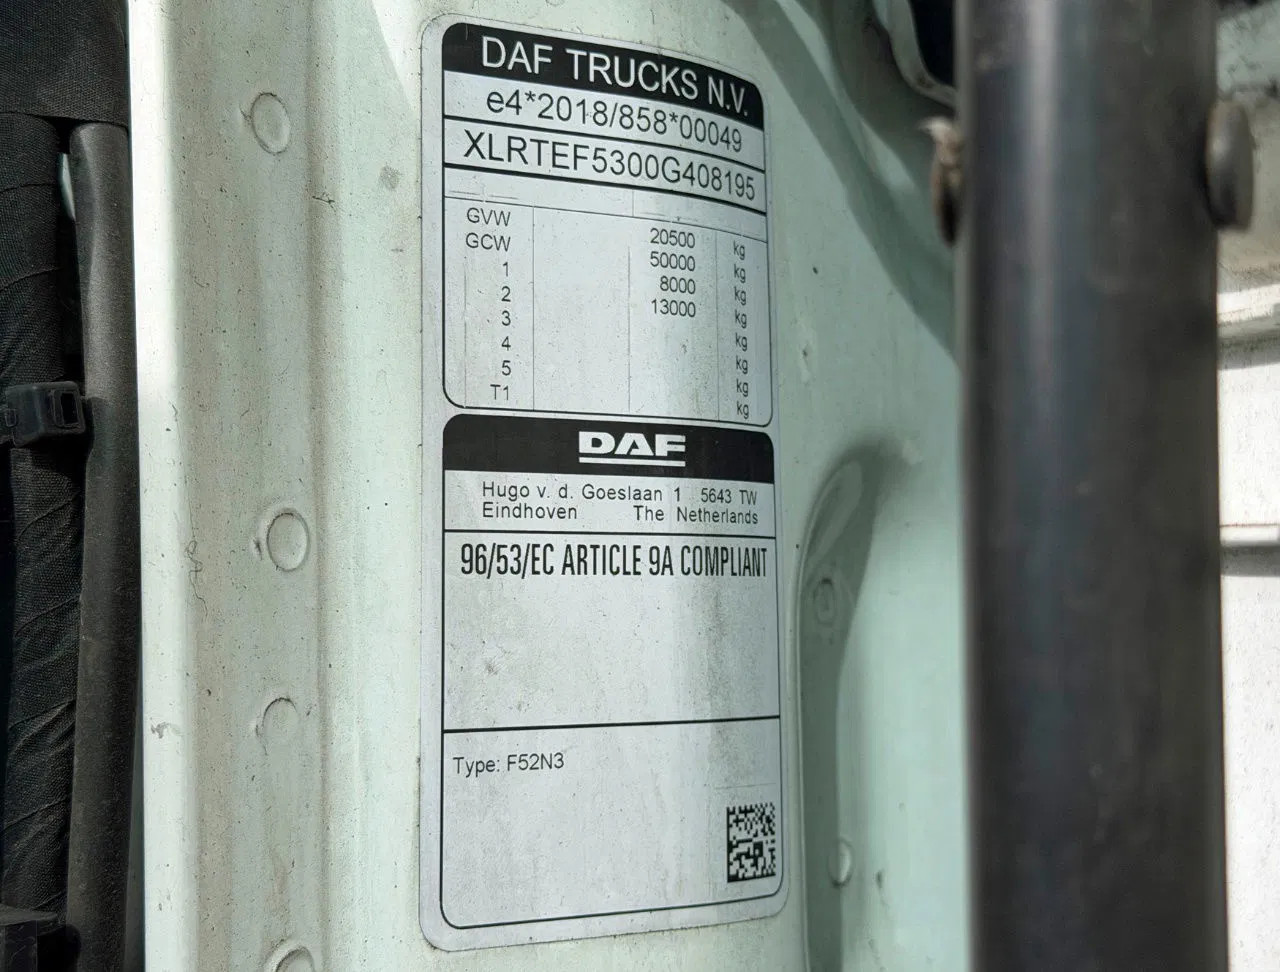 DAF TRUCKS N.V.
e4*2018/858*00049
XLRTEF5300G408195
GVW 20500 kg
GCW 50000 kg
1 8000 kg
2 13000 kg
3 kg
4 kg
5 kg
T1 kg
DAF
Hugo v. d. Goeslaan 1 5643 TW
Eindhoven The Netherlands
96/53/EC ARTICLE 9A COMPLIANT
Type: F52N3